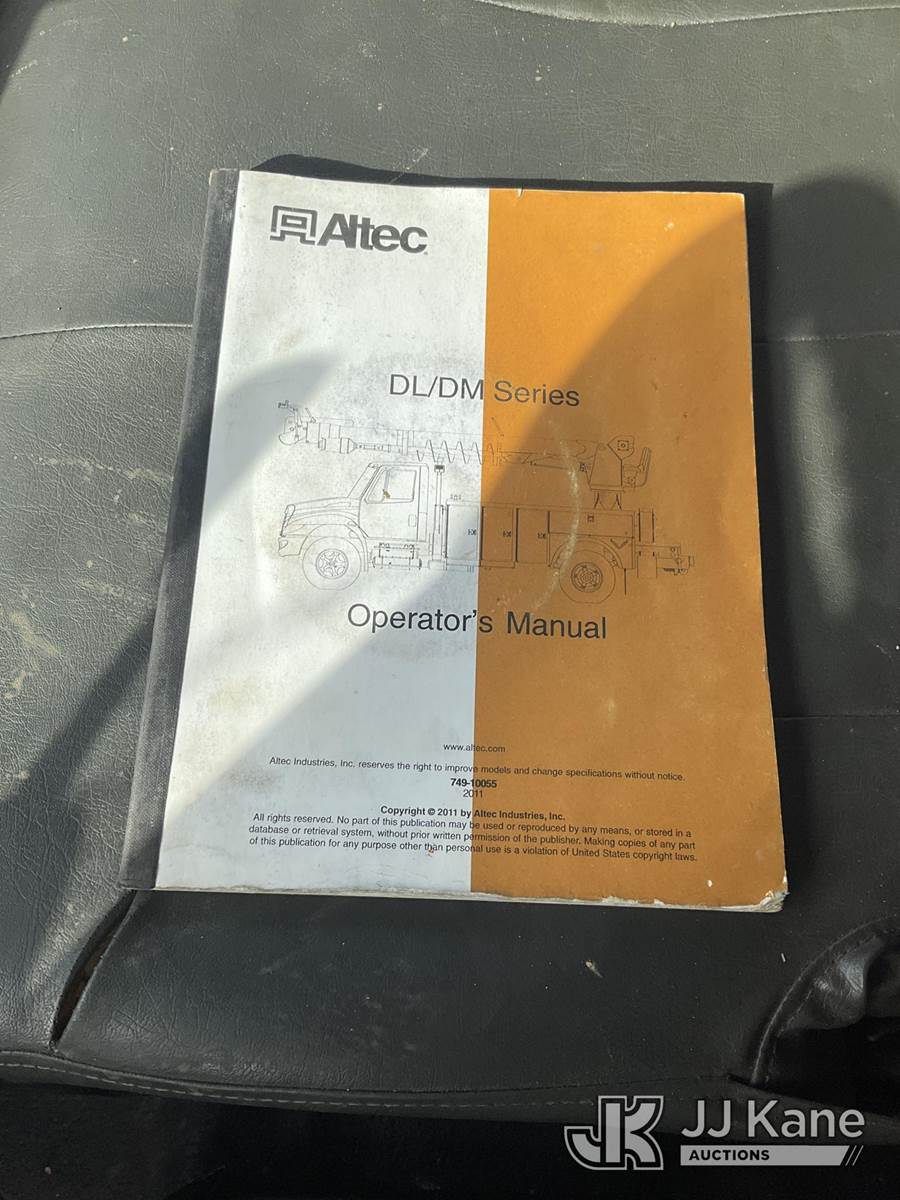 Altec
DL/DM Series
Operator's Manual
www.altec.com
Altec Industries, Inc. reserves the right to improve models and change specifications without notice.
749-10055
2011
Copyright © 2011 by Altec Industries, Inc.
All rights reserved. No part of this publication may be used or reproduced by any means, or stored in a
database or retrieval system, without prior written permission of the publisher. Making copies of any part
of this publication for any purpose other than personal use is a violation of United States copyright laws.
JK JJ Kane
AUCTIONS